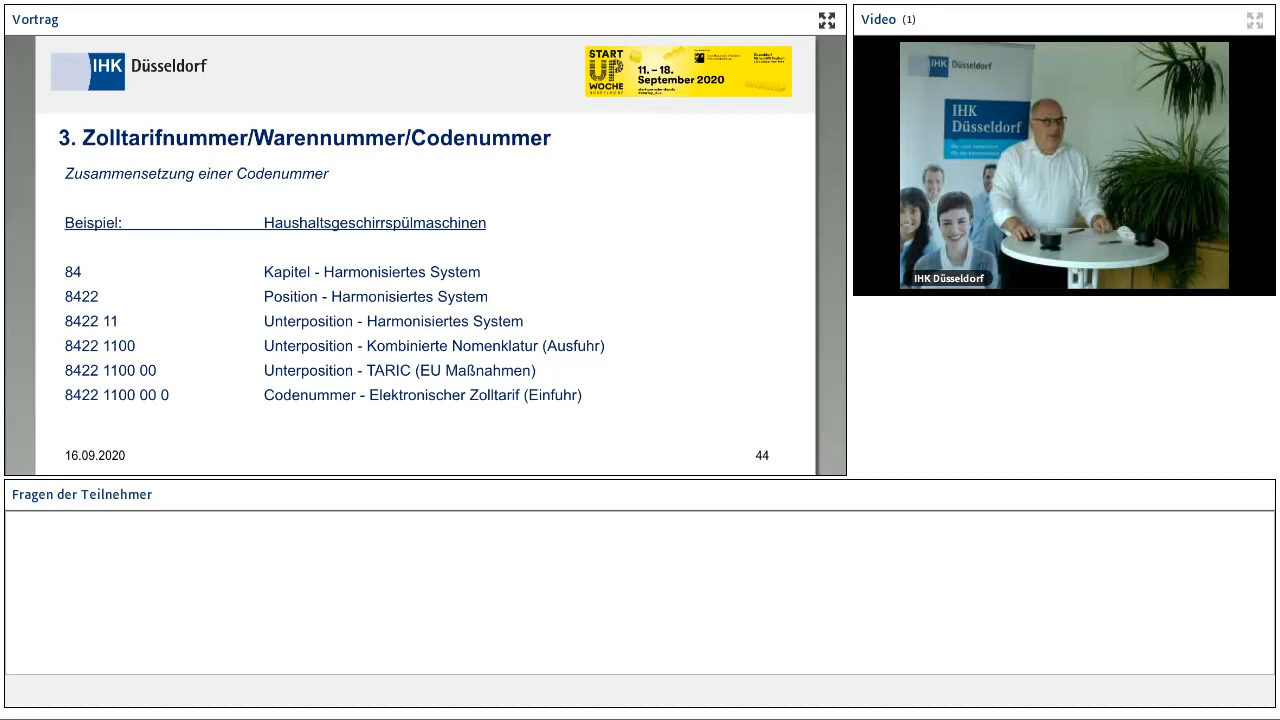 Vortrag
IHK Düsseldorf
START
UP
WOCHE
DÜSSELDORF
11. – 18.
September 2020
3. Zolltarifnummer/Warennummer/Codenummer
Zusammensetzung einer Codenummer
Beispiel: Haushaltsgeschirrspülmaschinen
84 Kapitel - Harmonisiertes System
8422 Position - Harmonisiertes System
8422 11 Unterposition - Harmonisiertes System
8422 1100 Unterposition - Kombinierte Nomenklatur (Ausfuhr)
8422 1100 00 Unterposition - TARIC (EU Maßnahmen)
8422 1100 00 0 Codenummer - Elektronischer Zolltarif (Einfuhr)
16.09.2020 44
Video (1)
IHK Düsseldorf
IHK
Düsseldorf
IHK Düsseldorf
Fragen der Teilnehmer